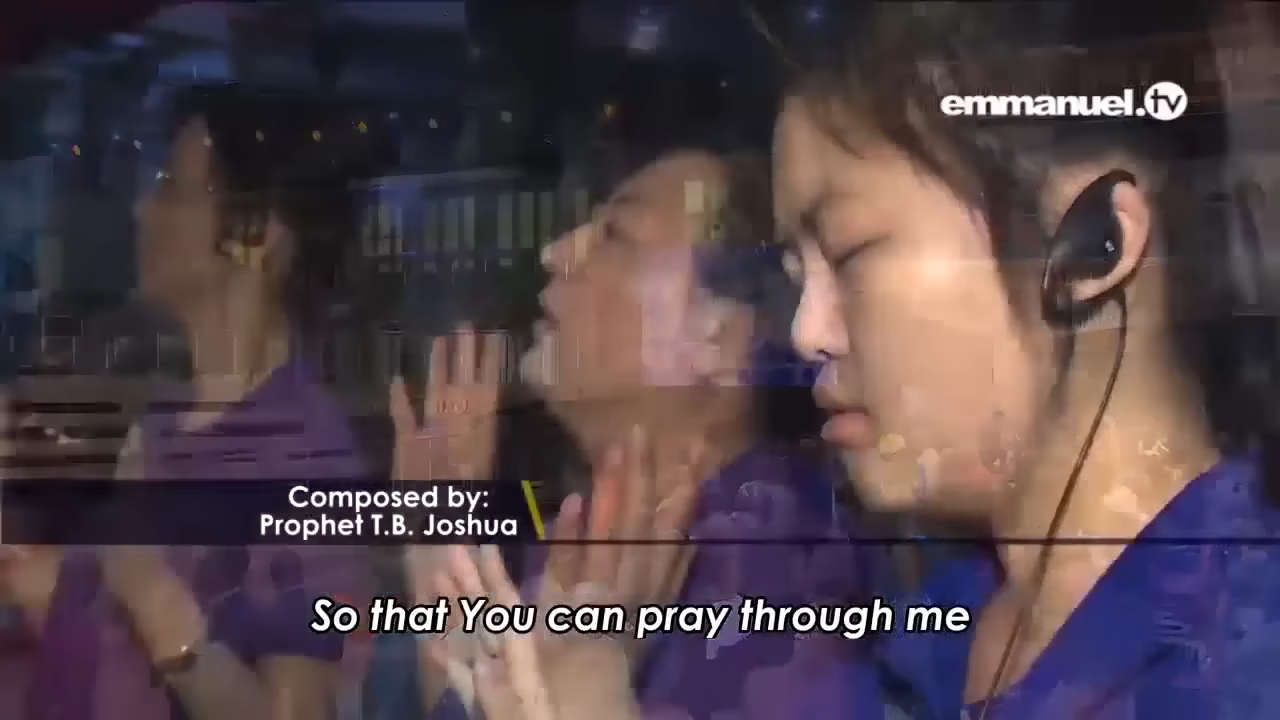 emmanuel.tv
Composed by:
Prophet T.B. Joshua
So that You can pray through me